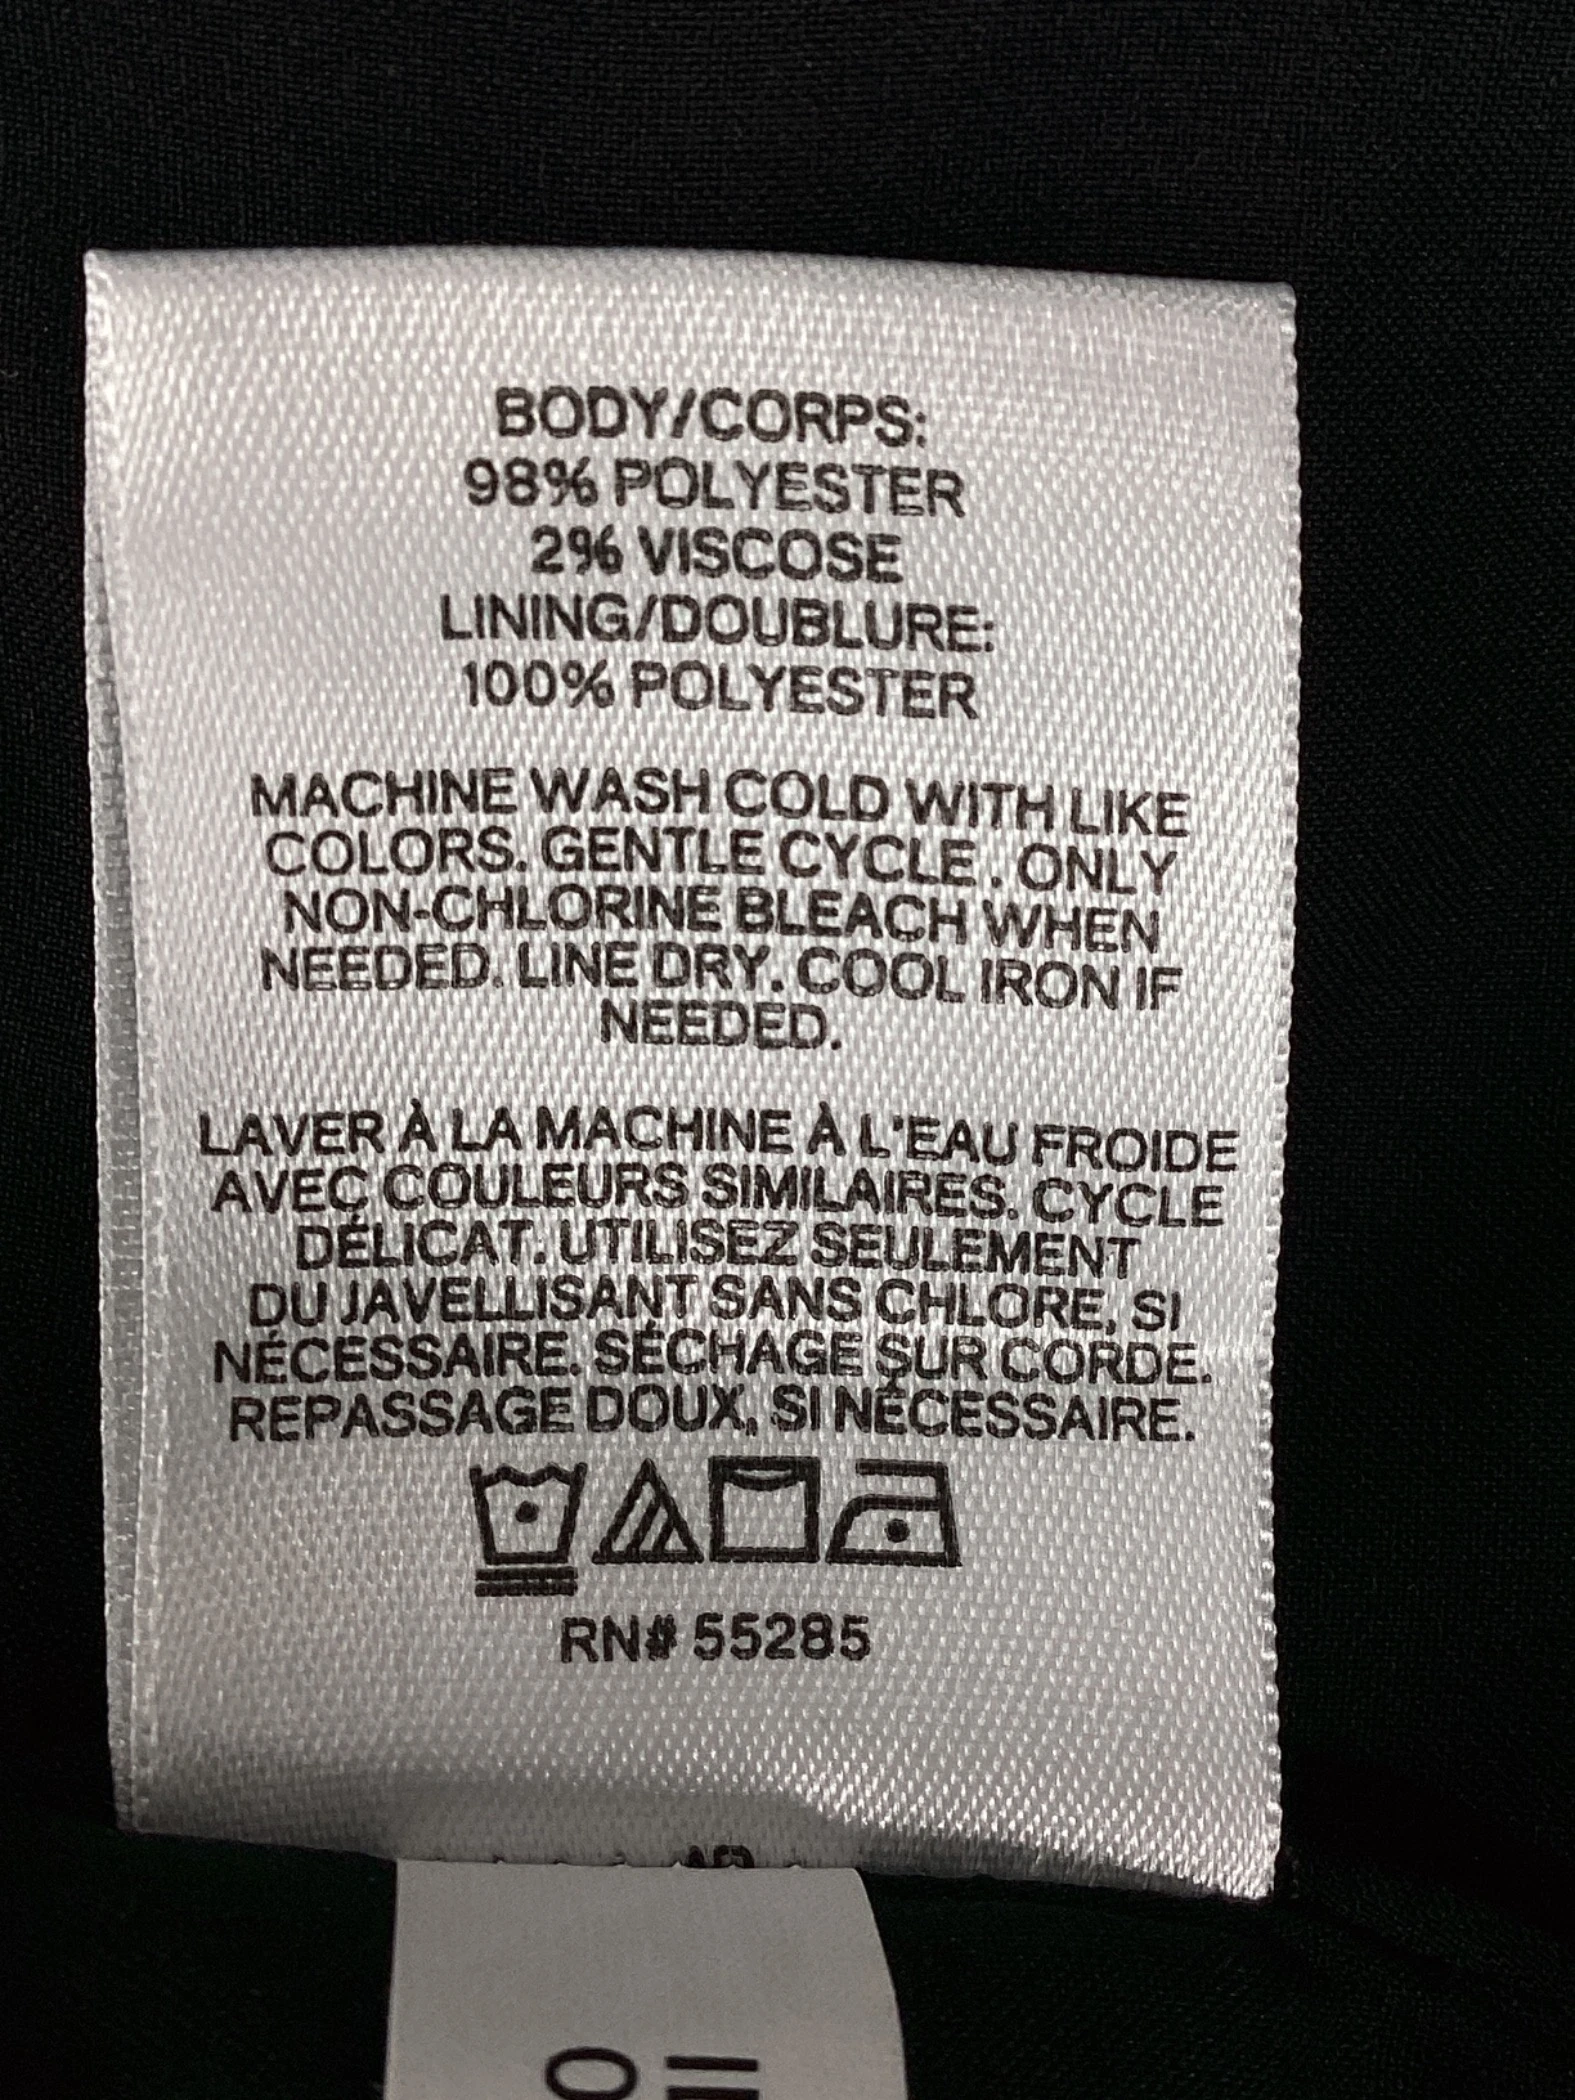 BODY/CORPS:
98% POLYESTER
2% VISCOSE
LINING/DOUBLURE:
100% POLYESTER
MACHINE WASH COLD WITH LIKE
COLORS. GENTLE CYCLE. ONLY
NON-CHLORINE BLEACH WHEN
NEEDED. LINE DRY. COOL IRON IF
NEEDED.
LAVER À LA MACHINE À L'EAU FROIDE
AVEC COULEURS SIMILAIRES. CYCLE
DÉLICAT. UTILISEZ SEULEMENT
DU JAVELLISANT SANS CHLORE, SI
NÉCESSAIRE. SÉCHAGE SUR CORDE.
REPASSAGE DOUX, SI NÉCESSAIRE.
RN# 55285